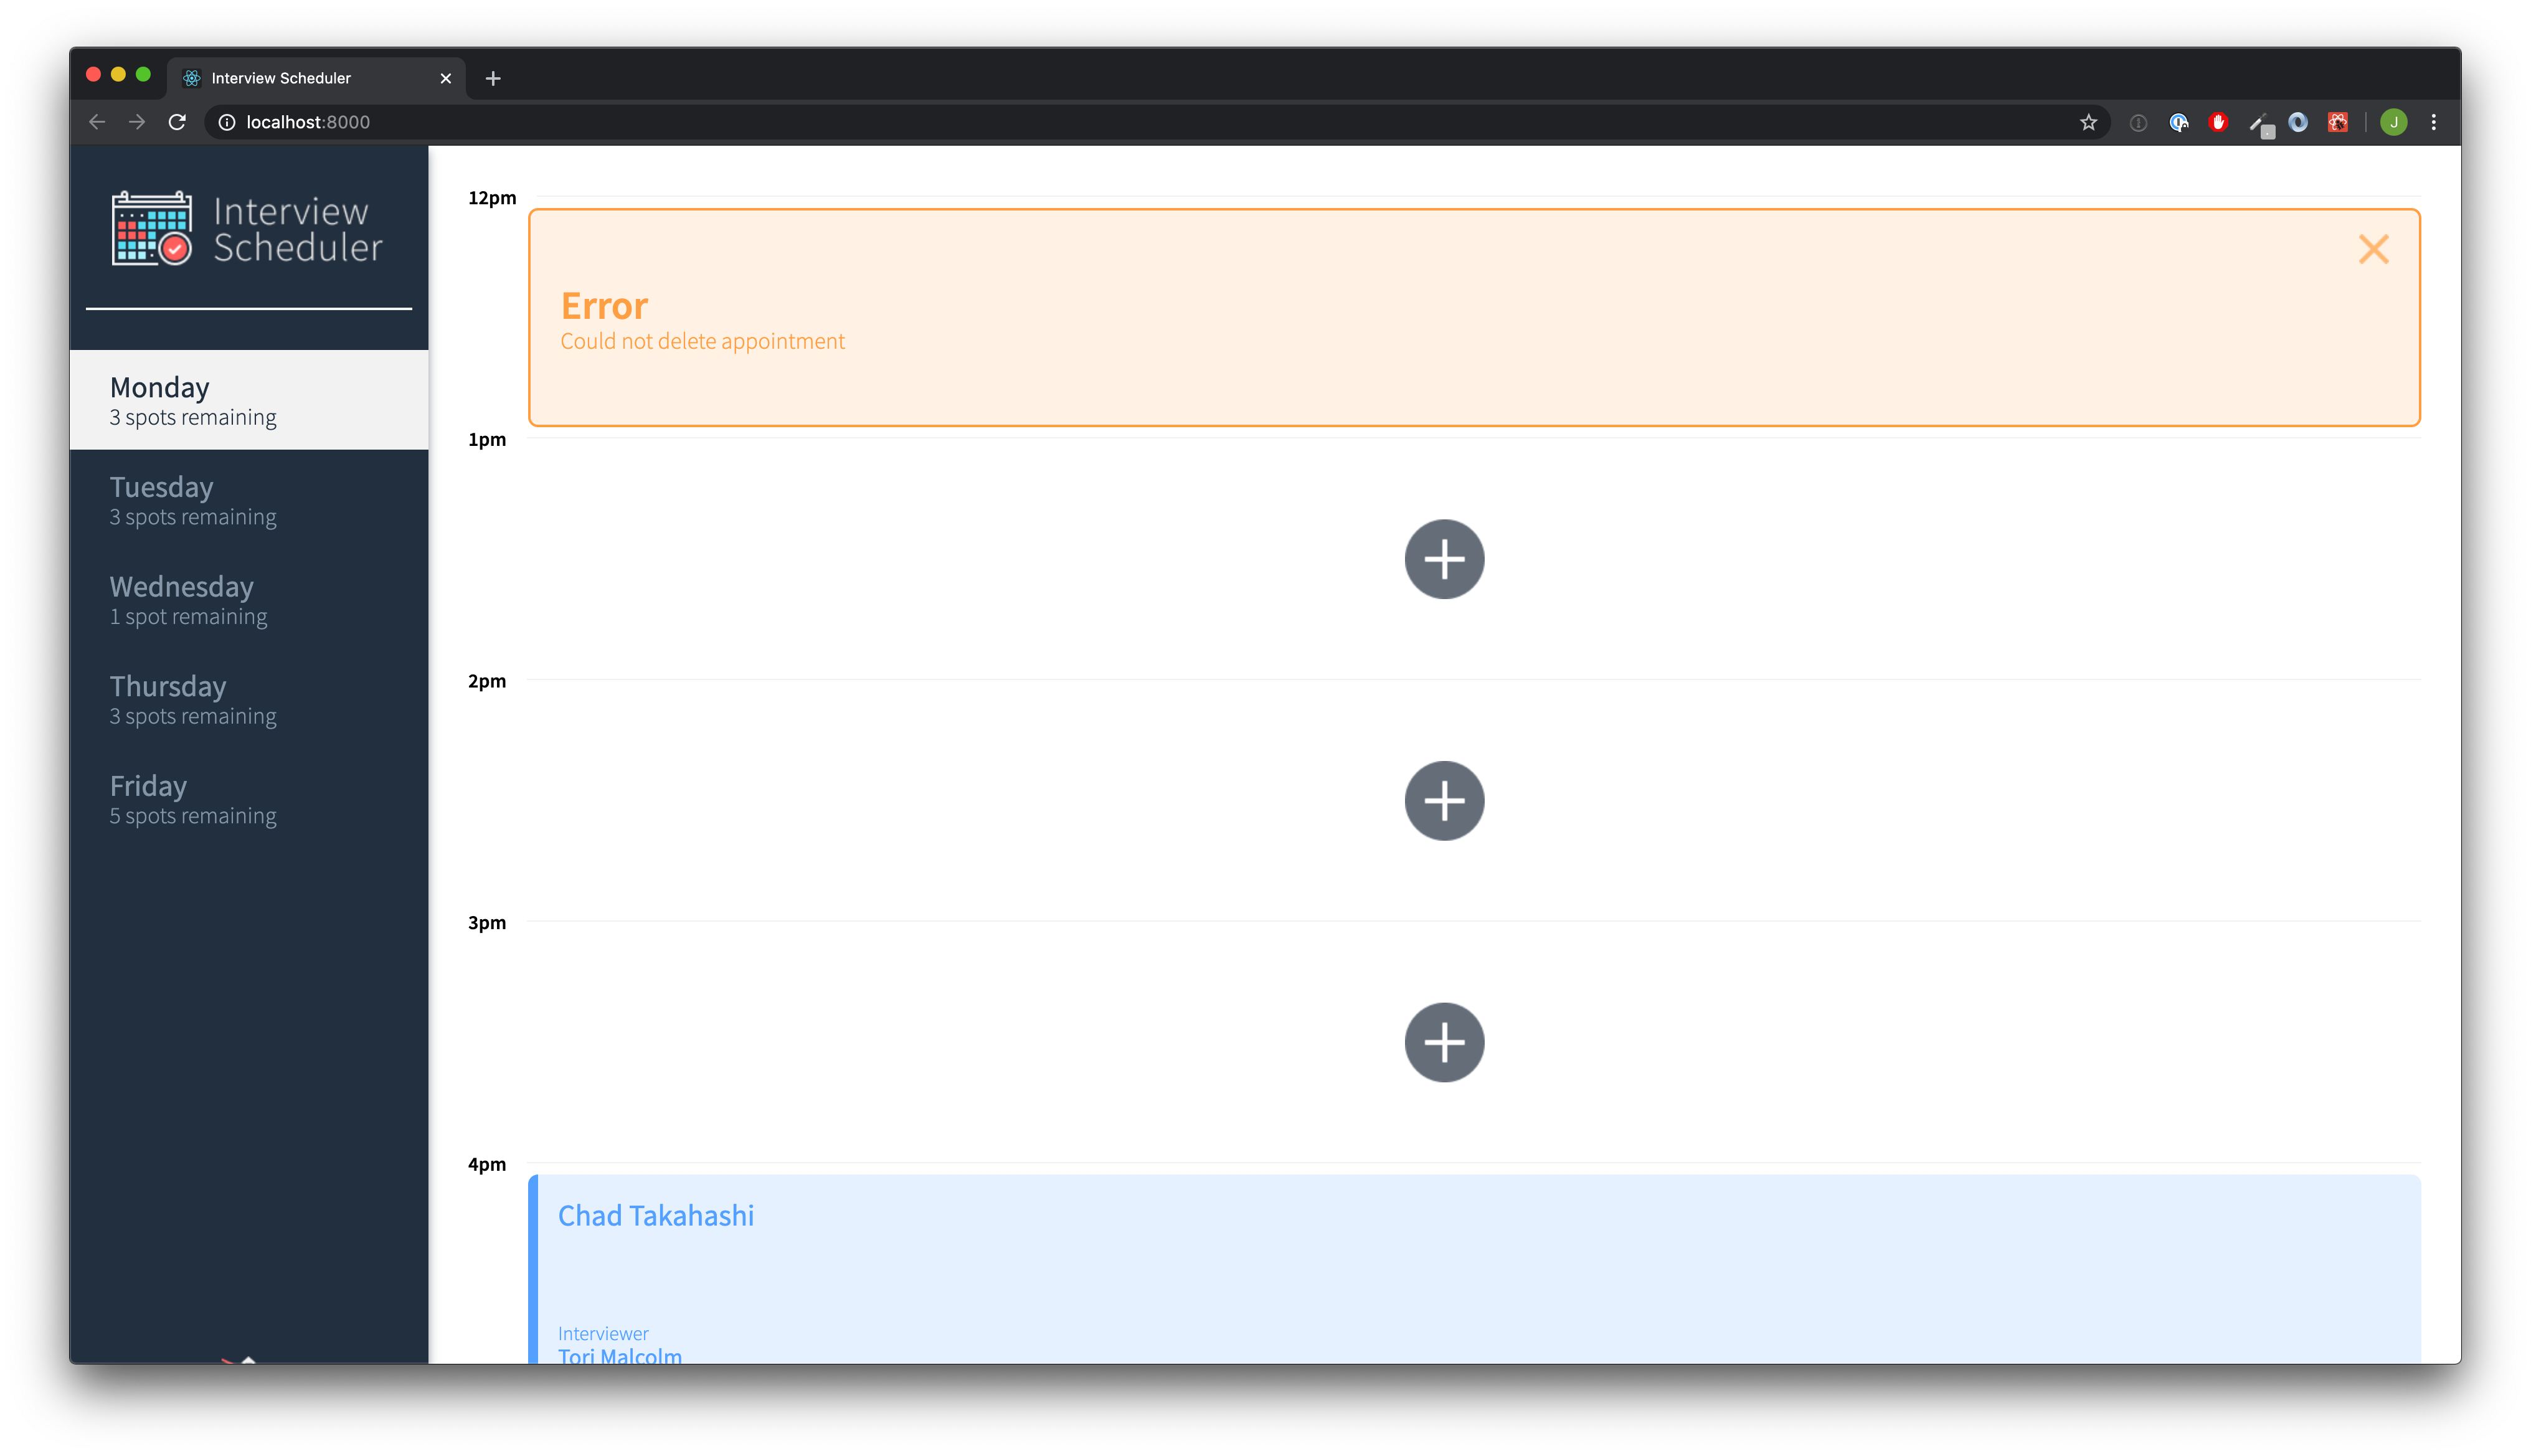 Interview Scheduler
localhost:8000
J
Interview
Scheduler
Monday
3 spots remaining
Tuesday
3 spots remaining
Wednesday
1 spot remaining
Thursday
3 spots remaining
Friday
5 spots remaining
12pm
Error
Could not delete appointment
1pm
2pm
3pm
4pm
Chad Takahashi
Interviewer
Tori Malcolm